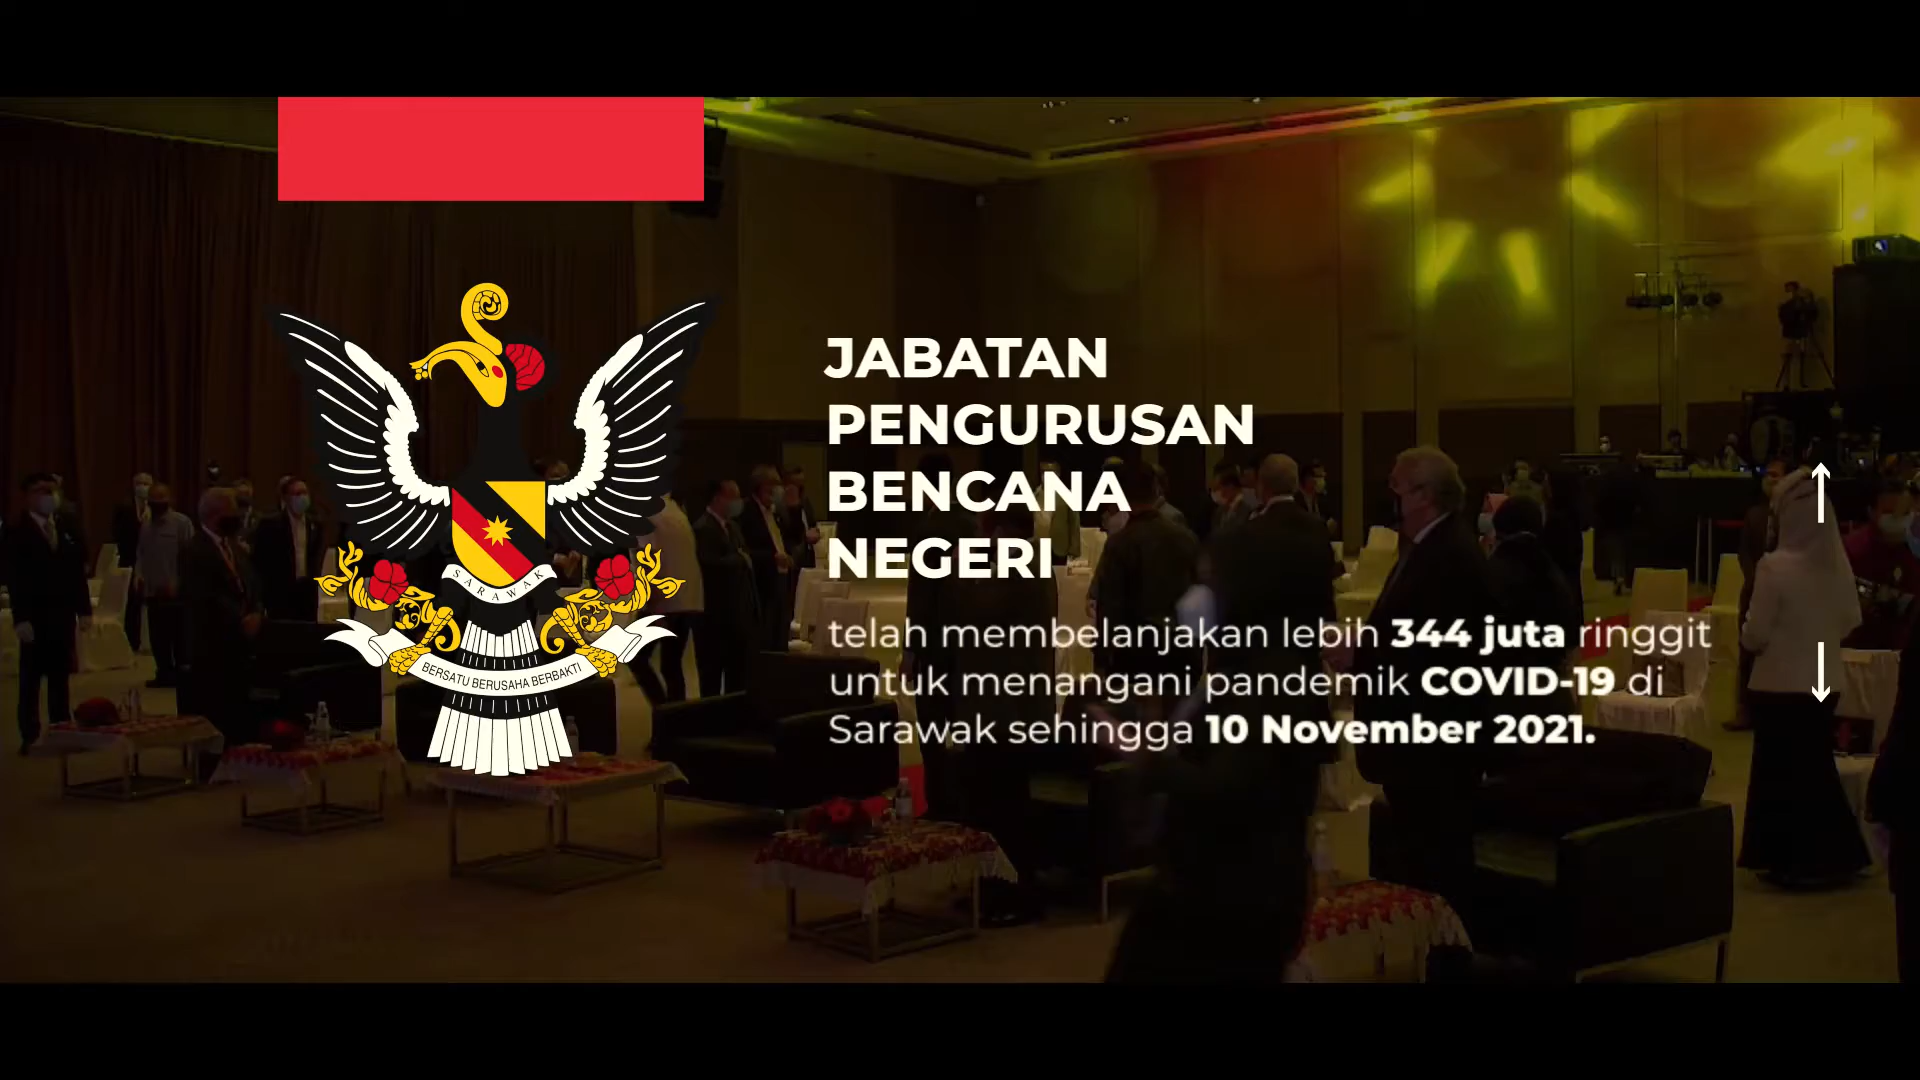 SARAWAK
BERSATU BERUSAHA BERBAKTI
JABATAN
PENGURUSAN
BENCANA
NEGERI
telah membelanjakan lebih 344 juta ringgit
untuk menangani pandemik COVID-19 di
Sarawak sehingga 10 November 2021.